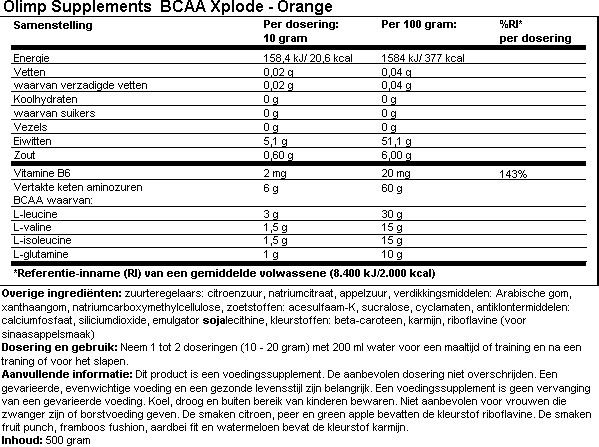 Olimp Supplements BCAA Xplode - Orange
Samenstelling Per dosering: Per 100 gram: %RI*
10 gram per dosering
Energie 158,4 kJ/ 20,6 kcal 1584 kJ/ 377 kcal
Vetten 0,02 g 0,04 g
waarvan verzadigde vetten 0,02 g 0,04 g
Koolhydraten 0 g 0 g
waarvan suikers 0 g 0 g
Vezels 0 g 0 g
Eiwitten 5,1 g 51,1 g
Zout 0,60 g 6,00 g
Vitamine B6 2 mg 20 mg 143%
Vertakte keten aminozuren 6 g 60 g
BCAA waarvan:
L-leucine 3 g 30 g
L-valine 1,5 g 15 g
L-isoleucine 1,5 g 15 g
L-glutamine 1 g 10 g
*Referentie-inname (RI) van een gemiddelde volwassene (8.400 kJ/2.000 kcal)
Overige ingrediënten: zuurteregelaars: citroenzuur, natriumcitraat, appelzuur, verdikkingsmiddelen: Arabische gom,
xanthaangom, natriumcarboxymethylcellulose, zoetstoffen: acesulfaam-K, sucralose, cyclamaten, antiklontermiddelen:
calciumfosfaat, siliciumdioxide, emulgator sojalecithine, kleurstoffen: beta-caroteen, karmijn, riboflavine (voor
sinaasappelsmaak)
Dosering en gebruik: Neem 1 tot 2 doseringen (10 - 20 gram) met 200 ml water voor een maaltijd of training en na een
traning of voor het slapen.
Aanvullende informatie: Dit product is een voedingssupplement. De aanbevolen dosering niet overschrijden. Een
gevarieerde, evenwichtige voeding en een gezonde levensstijl zijn belangrijk. Een voedingssupplement is geen vervanging
van een gevarieerde voeding. Koel, droog en buiten bereik van kinderen bewaren. Niet aanbevolen voor vrouwen die
zwanger zijn of borstvoeding geven. De smaken citroen, peer en green apple bevatten de kleurstof riboflavine. De smaken
fruit punch, framboos fushion, aardbei fit en watermeloen bevat de kleurstof karmijn.
Inhoud: 500 gram